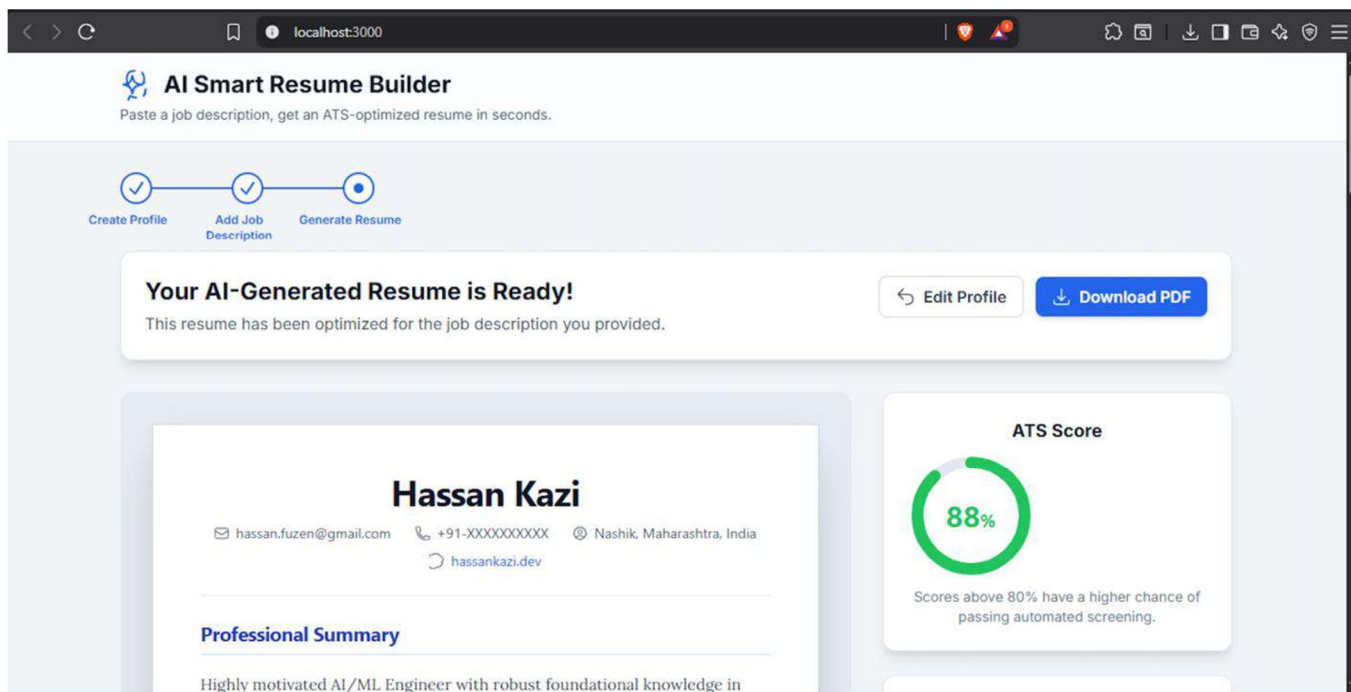 localhost:3000
AI Smart Resume Builder
Paste a job description, get an ATS-optimized resume in seconds.
Create Profile
Add Job
Description
Generate Resume
Your AI-Generated Resume is Ready!
This resume has been optimized for the job description you provided.
Edit Profile
Download PDF
Hassan Kazi
hassan.fuzen@gmail.com +91-XXXXXXXXXX Nashik, Maharashtra, India
hassankazi.dev
Professional Summary
Highly motivated AI/ML Engineer with robust foundational knowledge in
ATS Score
88%
Scores above 80% have a higher chance of
passing automated screening.